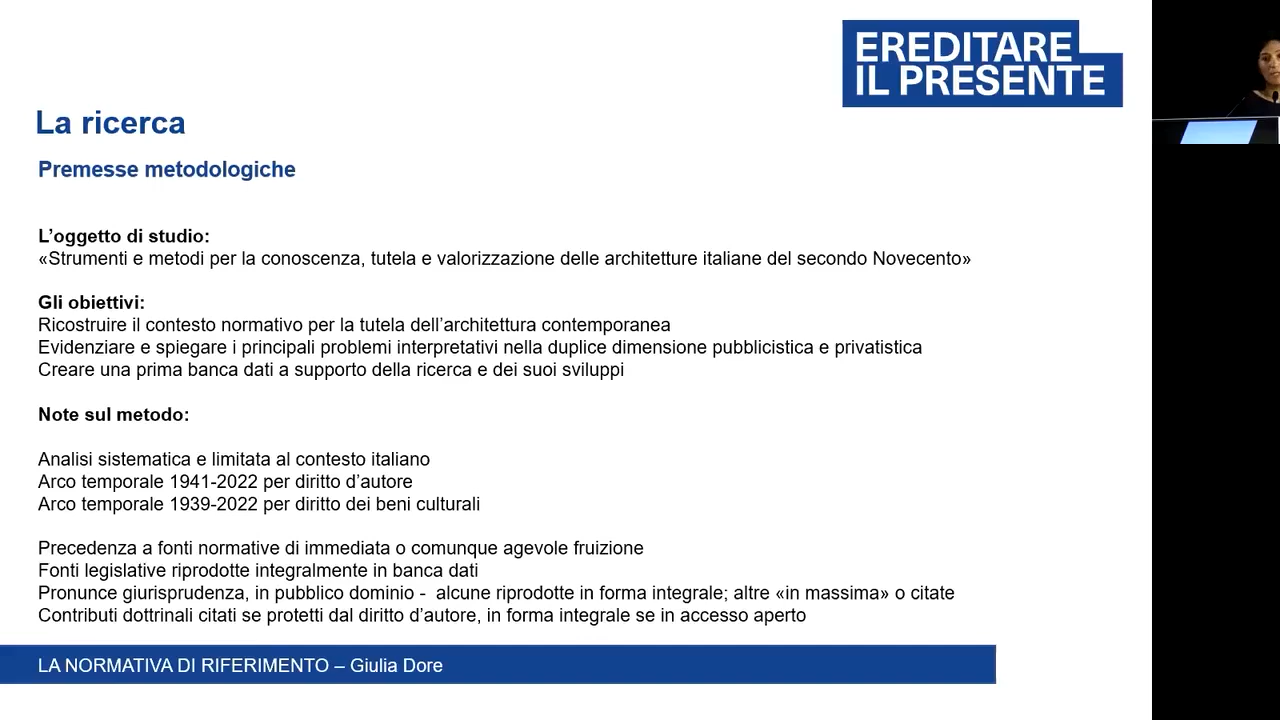 EREDITARE
IL PRESENTE
La ricerca
Premesse metodologiche
L’oggetto di studio:
«Strumenti e metodi per la conoscenza, tutela e valorizzazione delle architetture italiane del secondo Novecento»
Gli obiettivi:
Ricostruire il contesto normativo per la tutela dell’architettura contemporanea
Evidenziare e spiegare i principali problemi interpretativi nella duplice dimensione pubblicistica e privatistica
Creare una prima banca dati a supporto della ricerca e dei suoi sviluppi
Note sul metodo:
Analisi sistematica e limitata al contesto italiano
Arco temporale 1941-2022 per diritto d’autore
Arco temporale 1939-2022 per diritto dei beni culturali
Precedenza a fonti normative di immediata o comunque agevole fruizione
Fonti legislative riprodotte integralmente in banca dati
Pronunce giurisprudenza, in pubblico dominio - alcune riprodotte in forma integrale; altre «in massima» o citate
Contributi dottrinali citati se protetti dal diritto d’autore, in forma integrale se in accesso aperto
LA NORMATIVA DI RIFERIMENTO – Giulia Dore